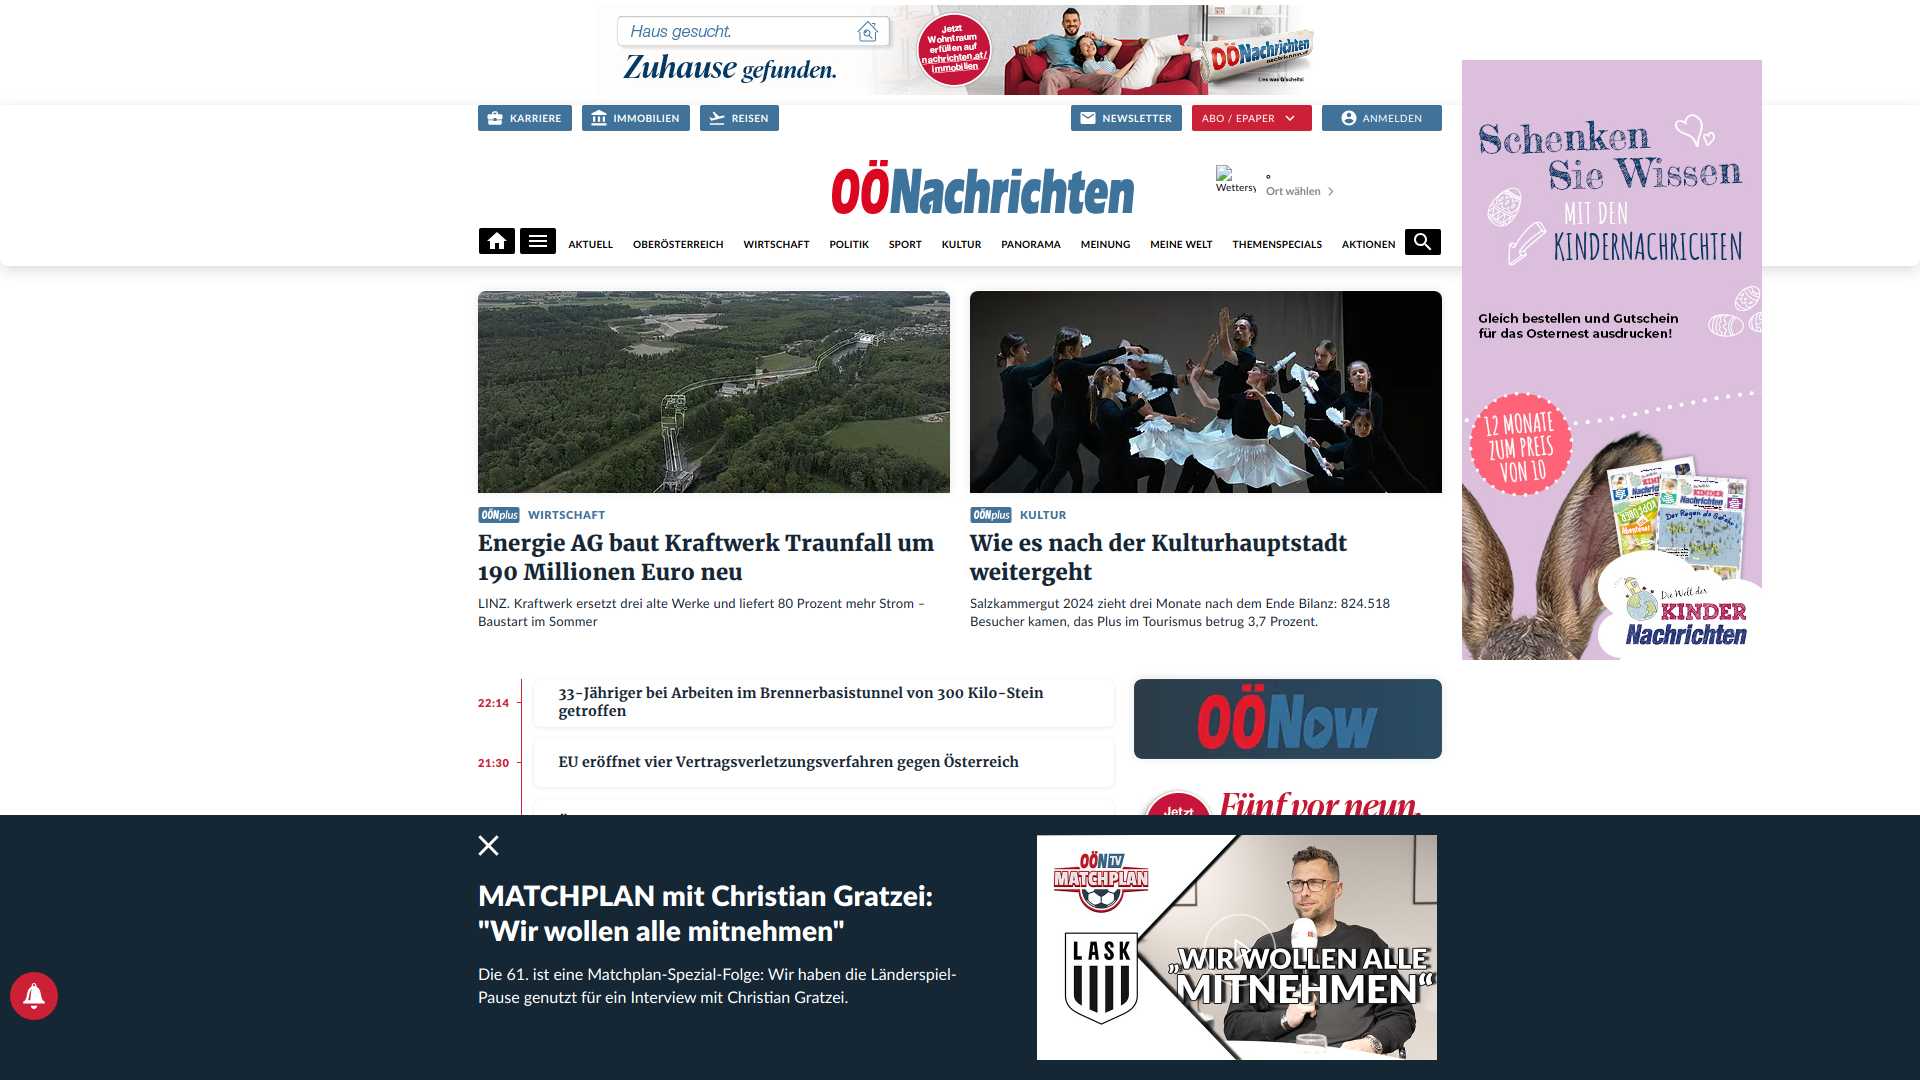 Haus gesucht.
Zuhause gefunden.
Jetzt
Wohntraum
erfüllen auf
nachrichten.at/
immobilien
OÖNachrichten
Lies was Gscheits!
KARRIERE
IMMOBILIEN
REISEN
NEWSLETTER
ABO / EPAPER
ANMELDEN
OÖNachrichten
Wettersy
°
Ort wählen
AKTUELL
OBERÖSTERREICH
WIRTSCHAFT
POLITIK
SPORT
KULTUR
PANORAMA
MEINUNG
MEINE WELT
THEMENSPECIALS
AKTIONEN
Schenken
Sie Wissen
MIT DEN
KINDERNACHRICHTEN
Gleich bestellen und Gutschein
für das Osternest ausdrucken!
12 MONATE
ZUM PREIS
VON 10
KINDER
Nachrichten
Die Welt der
KINDER
Nachrichten
OÖNplus WIRTSCHAFT
Energie AG baut Kraftwerk Traunfall um
190 Millionen Euro neu
LINZ. Kraftwerk ersetzt drei alte Werke und liefert 80 Prozent mehr Strom –
Baustart im Sommer
OÖNplus KULTUR
Wie es nach der Kulturhauptstadt
weitergeht
Salzkammergut 2024 zieht drei Monate nach dem Ende Bilanz: 824.518
Besucher kamen, das Plus im Tourismus betrug 3,7 Prozent.
22:14
33-Jähriger bei Arbeiten im Brennerbasistunnel von 300 Kilo-Stein
getroffen
21:30
EU eröffnet vier Vertragsverletzungsverfahren gegen Österreich
OÖNow
Jetzt
Fünf vor neun.
MATCHPLAN mit Christian Gratzei:
"Wir wollen alle mitnehmen"
Die 61. ist eine Matchplan-Spezial-Folge: Wir haben die Länderspiel-
Pause genutzt für ein Interview mit Christian Gratzei.
OÖNTV
MATCHPLAN
LASK
„WIR WOLLEN ALLE
MITNEHMEN“